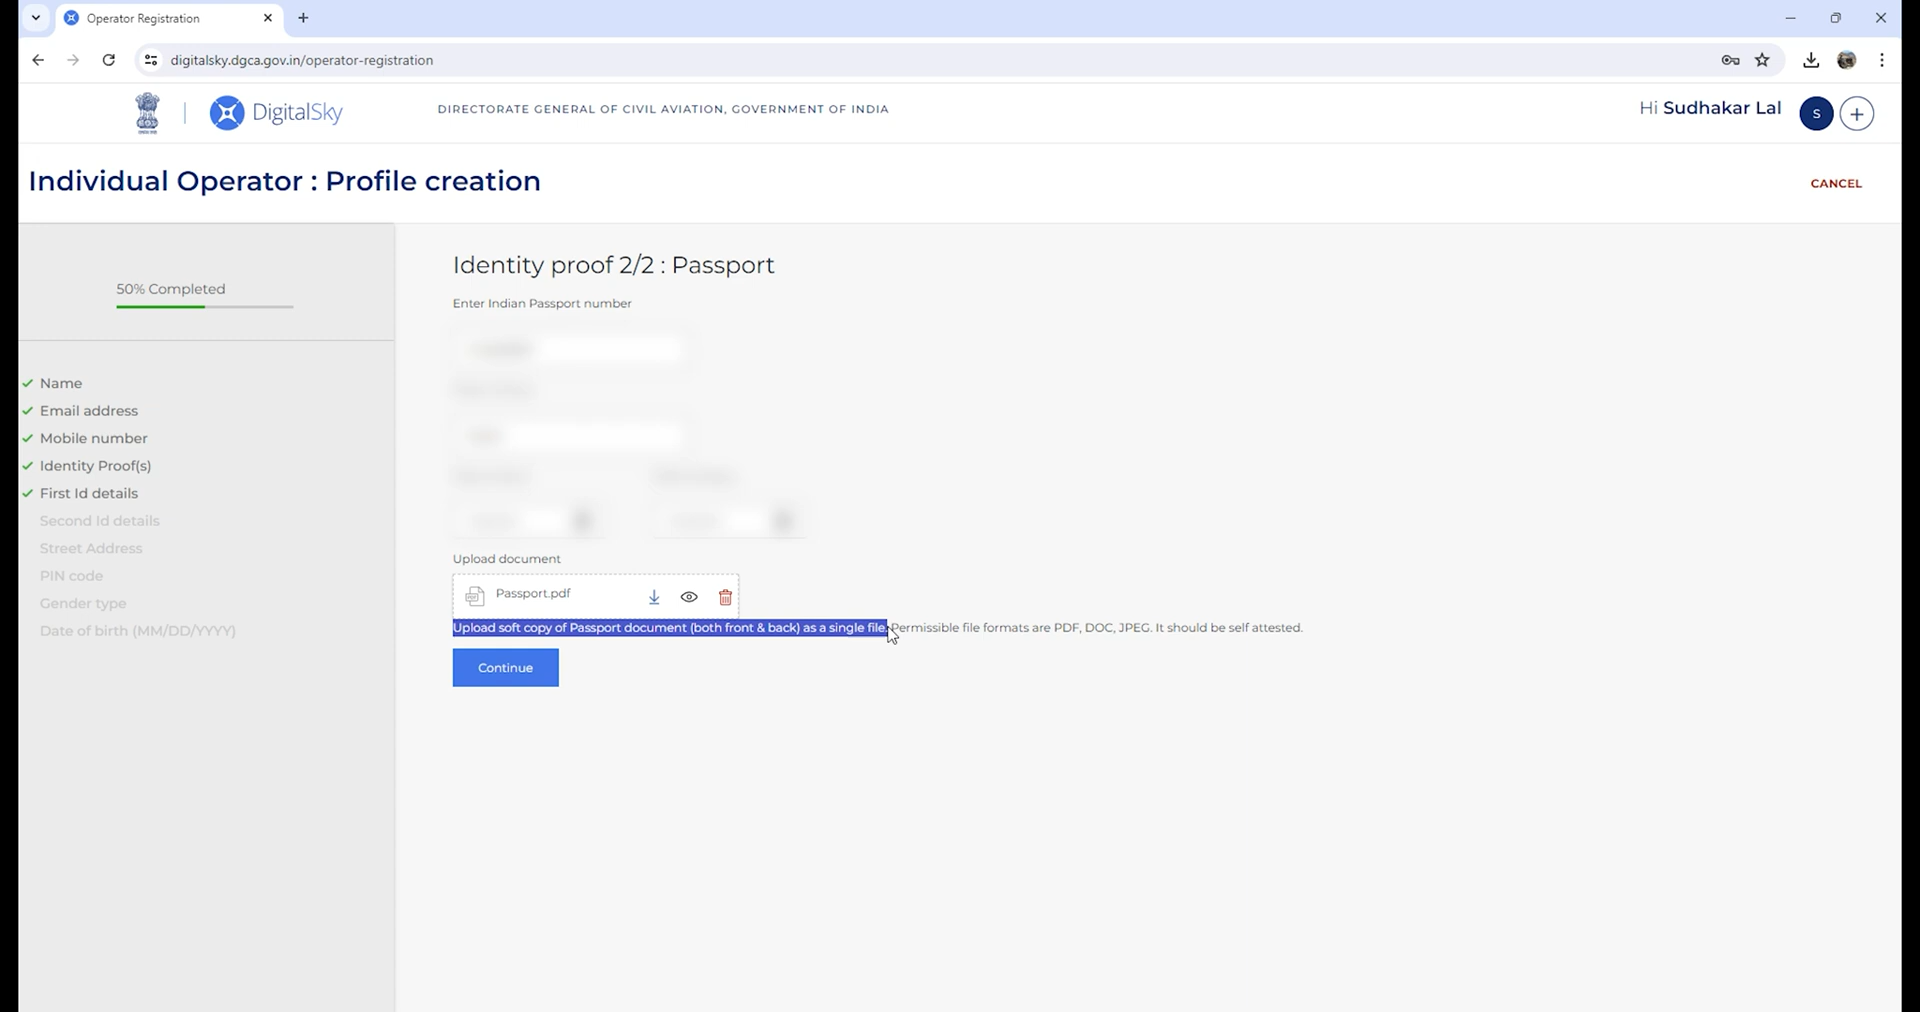 Operator Registration
digitalsky.dgca.gov.in/operator-registration
DigitalSky
DIRECTORATE GENERAL OF CIVIL AVIATION, GOVERNMENT OF INDIA
Hi Sudhakar Lal
S
Individual Operator : Profile creation
CANCEL
50% Completed
Name
Email address
Mobile number
Identity Proof(s)
First Id details
Second Id details
Street Address
PIN code
Gender type
Date of birth (MM/DD/YYYY)
Identity proof 2/2 : Passport
Enter Indian Passport number
Upload document
Passport.pdf
Upload soft copy of Passport document (both front & back) as a single file. Permissible file formats are PDF, DOC, JPEG. It should be self attested.
Continue